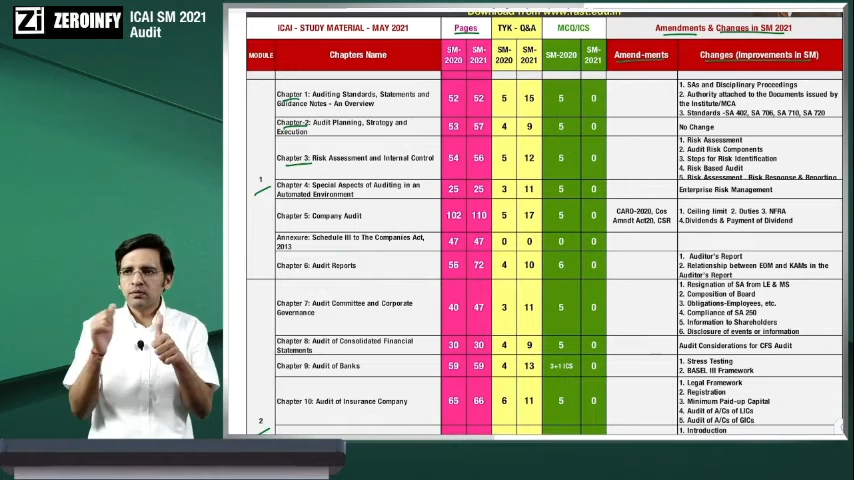 Zi ZEROINFY
ICAI SM 2021
Audit
Download from www.fast.edu.in
ICAI - STUDY MATERIAL - MAY 2021
Pages
TYK - Q&A
MCQ/ICS
Amendments & Changes in SM 2021
MODULE
Chapters Name
SM-2020
SM-2021
SM-2020
SM-2021
SM-2020
SM-2021
Amend-ments
Changes (Improvements in SM)
1
Chapter 1: Auditing Standards, Statements and
Guidance Notes - An Overview
52 52 5 15 5 0
1. SAs and Disciplinary Proceedings
2. Authority attached to the Documents issued by
the Institute/MCA
3. Standards -SA 402, SA 706, SA 710, SA 720
Chapter-2: Audit Planning, Strategy and
Execution
53 57 4 9 5 0
No Change
Chapter 3: Risk Assessment and Internal Control
54 56 5 12 5 0
1. Risk Assessment
2. Audit Risk Components
3. Steps for Risk Identification
4. Risk Based Audit
5. Risk Assessment - Risk Response & Reporting
Chapter 4: Special Aspects of Auditing in an
Automated Environment
25 25 3 11 5 0
Enterprise Risk Management
Chapter 5: Company Audit
102 110 5 17 5 0
CARO-2020, Cos
Amndt Act20, CSR
1. Ceiling limit 2. Duties 3. NFRA
4.Dividends & Payment of Dividend
Annexure: Schedule III to The Companies Act,
2013
47 47 0 0 0 0
Chapter 6: Audit Reports
56 72 4 10 6 0
1. Auditor's Report
2. Relationship between EOM and KAMs in the
Auditor's Report
2
Chapter 7: Audit Committee and Corporate
Governance
40 47 3 11 5 0
1. Resignation of SA from LE & MS
2. Composition of Board
3. Obligations-Employees, etc.
4. Compliance of SA 250
5. Information to Shareholders
6. Disclosure of events or information
Chapter 8: Audit of Consolidated Financial
Statements
30 30 4 9 5 0
Audit Considerations for CFS Audit
Chapter 9: Audit of Banks
59 59 4 13 3+1 ICS 0
1. Stress Testing
2. BASEL III Framework
Chapter 10: Audit of Insurance Company
65 66 6 11 5 0
1. Legal Framework
2. Registration
3. Minimum Paid-up Capital
4. Audit of A/Cs of LICs
5. Audit of A/Cs of GICs
1. Introduction